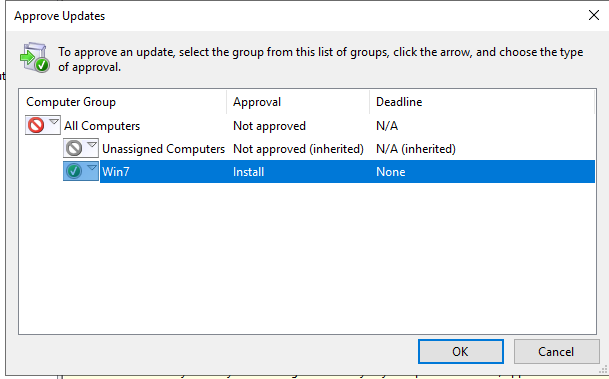 Approve Updates
To approve an update, select the group from this list of groups, click the arrow, and choose the type
of approval.
Computer Group Approval Deadline
All Computers Not approved N/A
Unassigned Computers Not approved (inherited) N/A (inherited)
Win7 Install None
OK Cancel